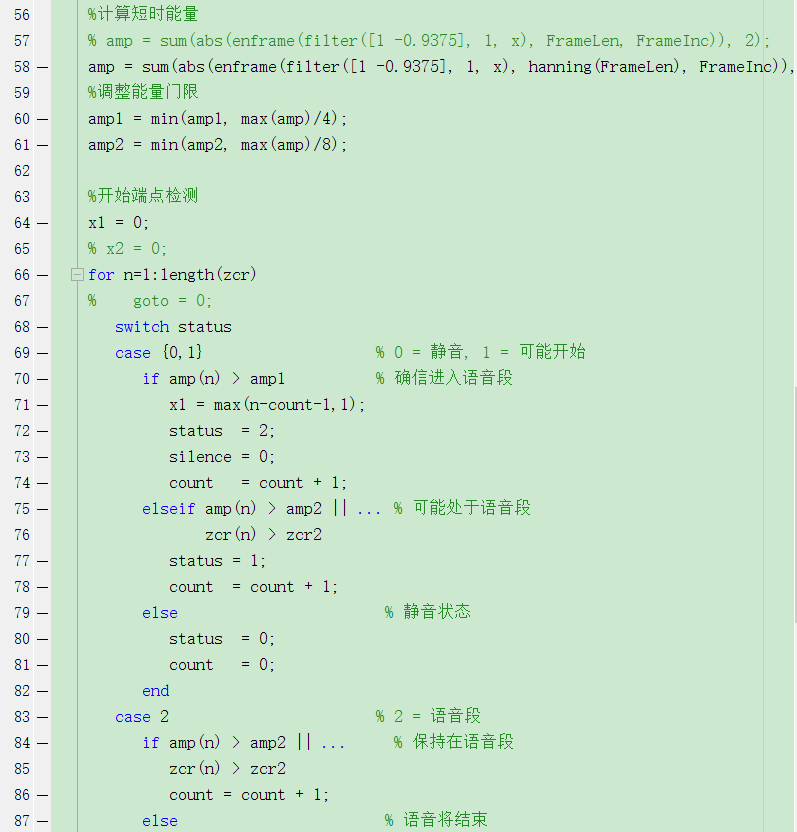 56 %计算短时能量
57 % amp = sum(abs(enframe(filter([1 -0.9375], 1, x), FrameLen, FrameInc)), 2);
58 — amp = sum(abs(enframe(filter([1 -0.9375], 1, x), hanning(FrameLen), FrameInc)),
59 %调整能量门限
60 — amp1 = min(amp1, max(amp)/4);
61 — amp2 = min(amp2, max(amp)/8);
62
63 %开始端点检测
64 — x1 = 0;
65 % x2 = 0;
66 — for n=1:length(zcr)
67 %    goto = 0;
68 — switch status
69 — case {0,1} % 0 = 静音, 1 = 可能开始
70 — if amp(n) > amp1 % 确信进入语音段
71 — x1 = max(n-count-1,1);
72 — status  = 2;
73 — silence = 0;
74 — count   = count + 1;
75 — elseif amp(n) > amp2 || ... % 可能处于语音段
76 zcr(n) > zcr2
77 — status = 1;
78 — count  = count + 1;
79 — else % 静音状态
80 — status  = 0;
81 — count   = 0;
82 — end
83 — case 2 % 2 = 语音段
84 — if amp(n) > amp2 || ... % 保持在语音段
85 zcr(n) > zcr2
86 — count = count + 1;
87 — else % 语音将结束